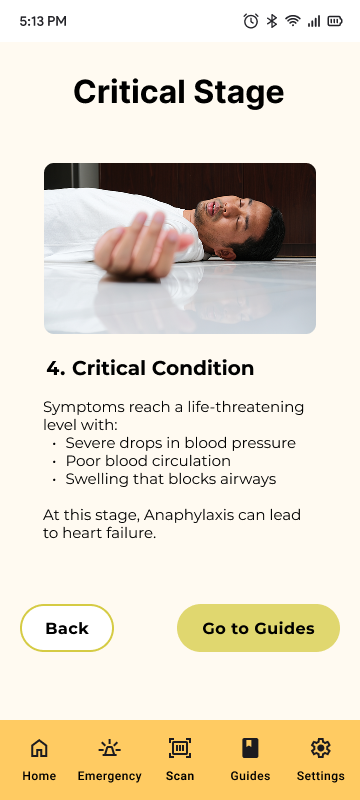 5:13 PM
Critical Stage
4. Critical Condition
Symptoms reach a life-threatening
level with:
• Severe drops in blood pressure
• Poor blood circulation
• Swelling that blocks airways
At this stage, Anaphylaxis can lead
to heart failure.
Back
Go to Guides
Home
Emergency
Scan
Guides
Settings